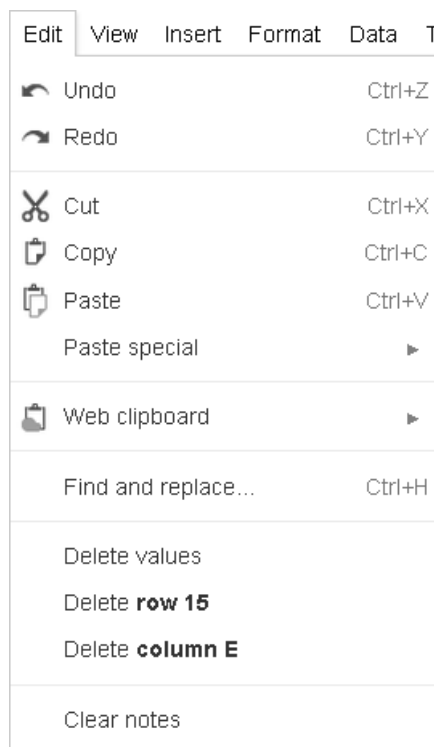 Edit View Insert Format Data
Undo Ctrl+Z
Redo Ctrl+Y
Cut Ctrl+X
Copy Ctrl+C
Paste Ctrl+V
Paste special
Web clipboard
Find and replace... Ctrl+H
Delete values
Delete row 15
Delete column E
Clear notes